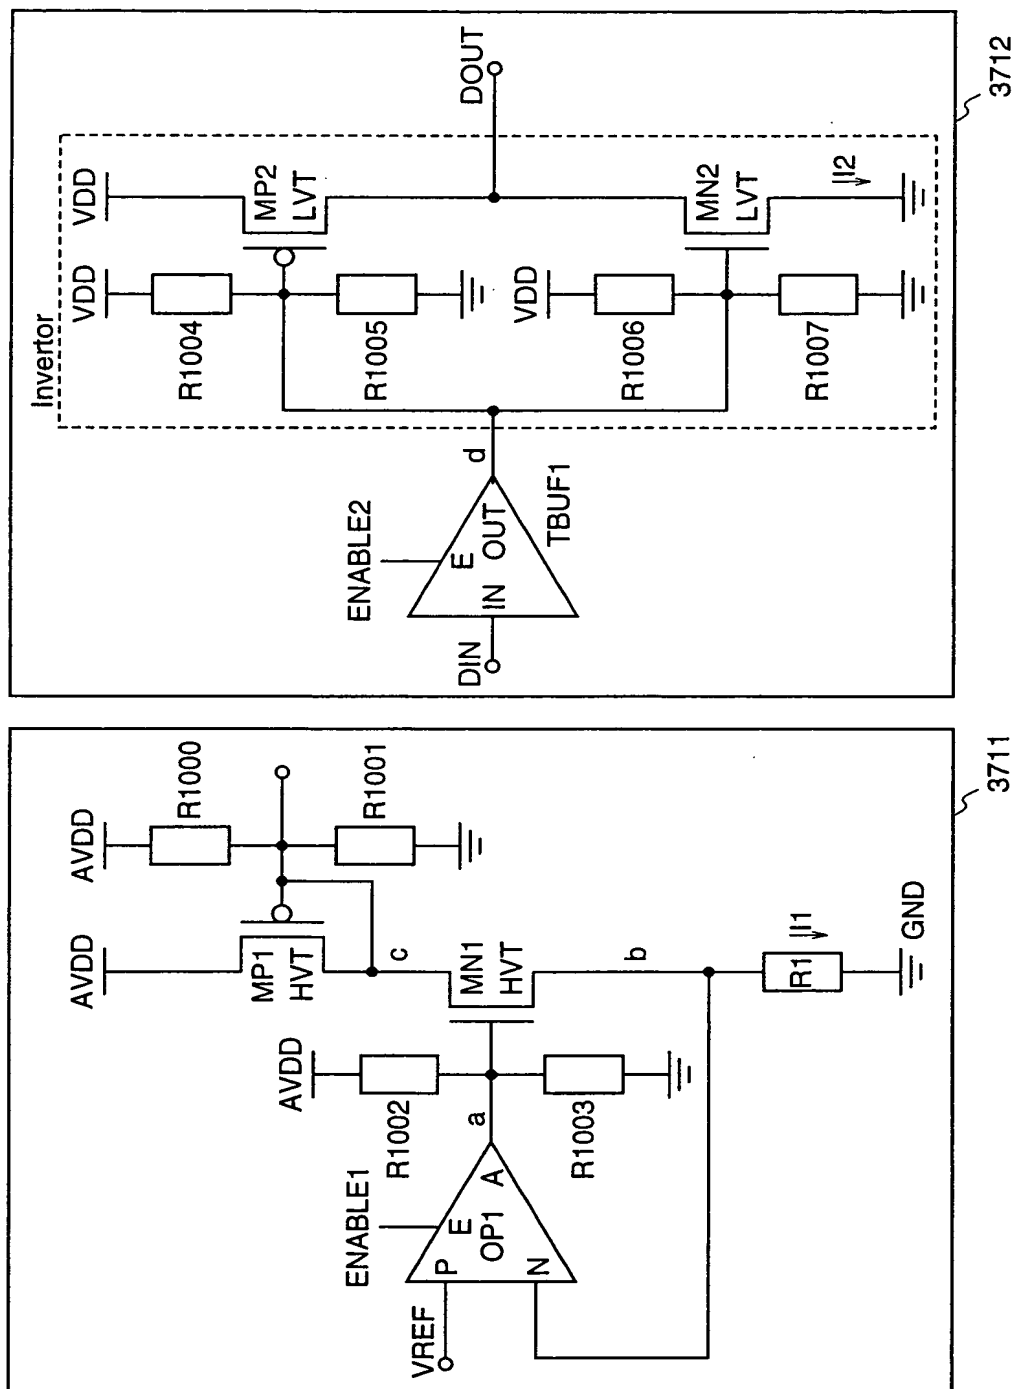 AVDD
AVDD
R1000
MP1
HVT
R1001
c
AVDD
R1002
ENABLE1
VREF
P
E
OP1
A
N
a
MN1
HVT
R1003
b
R1
I1
GND
3711
Invertor
VDD
VDD
R1004
MP2
LVT
R1005
ENABLE2
DIN
IN
E
OUT
TBUF1
d
DOUT
VDD
R1006
MN2
LVT
R1007
I2
3712